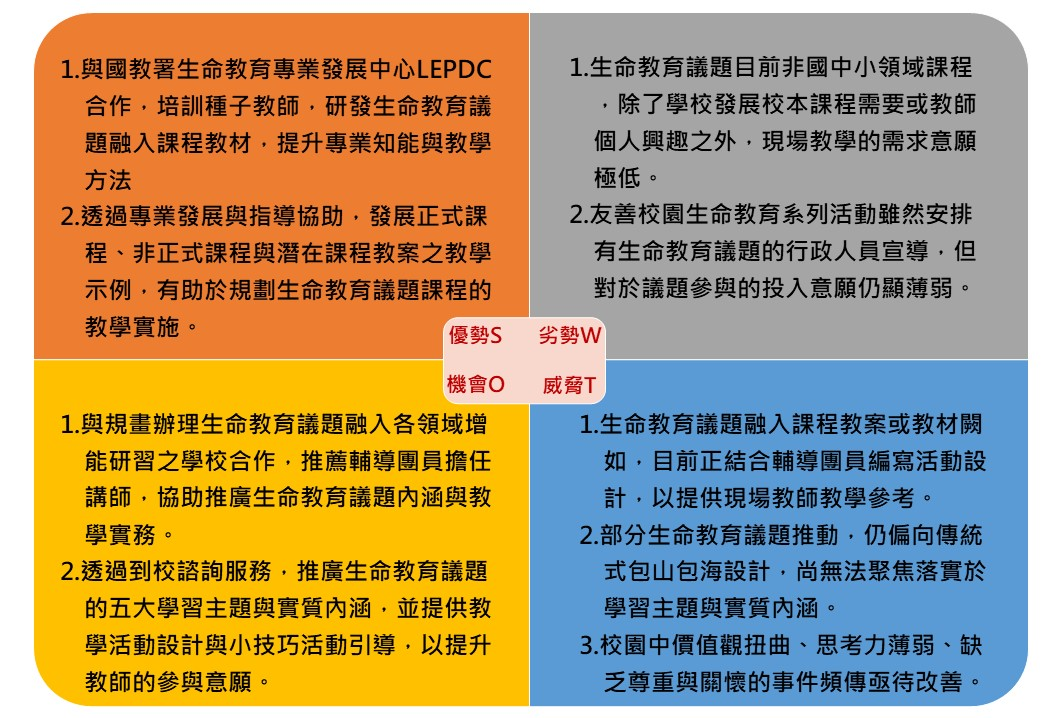 1.與國教署生命教育專業發展中心LEPDC
合作，培訓種子教師，研發生命教育議
題融入課程教材，提升專業知能與教學
方法
2.透過專業發展與指導協助，發展正式課
程、非正式課程與潛在課程教案之教學
示例，有助於規劃生命教育議題課程的
教學實施。
1.生命教育議題目前非國中小領域課程
，除了學校發展校本課程需要或教師
個人興趣之外，現場教學的需求意願
極低。
2.友善校園生命教育系列活動雖然安排
有生命教育議題的行政人員宣導，但
對於議題參與的投入意願仍顯薄弱。
優勢S 劣勢W
機會O 威脅T
1.與規畫辦理生命教育議題融入各領域增
能研習之學校合作，推薦輔導團員擔任
講師，協助推廣生命教育議題內涵與教
學實務。
2.透過到校諮詢服務，推廣生命教育議題
的五大學習主題與實質內涵，並提供教
學活動設計與小技巧活動引導，以提升
教師的參與意願。
1.生命教育議題融入課程教案或教材闕
如，目前正結合輔導團員編寫活動設
計，以提供現場教師教學參考。
2.部分生命教育議題推動，仍偏向傳統
式包山包海設計，尚無法聚焦落實於
學習主題與實質內涵。
3.校園中價值觀扭曲、思考力薄弱、缺
乏尊重與關懷的事件頻傳亟待改善。